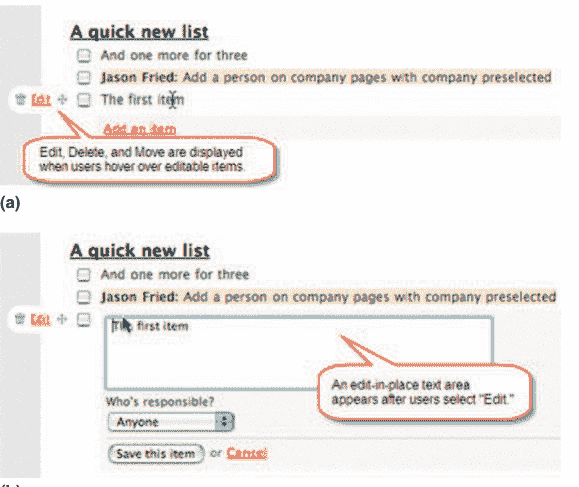 A quick new list
And one more for three
Jason Fried: Add a person on company pages with company preselected
Edit The first item
Add an item
Edit, Delete, and Move are displayed
when users hover over editable items.
(a)
A quick new list
And one more for three
Jason Fried: Add a person on company pages with company preselected
Edit
The first item
An edit-in-place text area
appears after users select "Edit."
Who's responsible?
Anyone
Save this item or Cancel